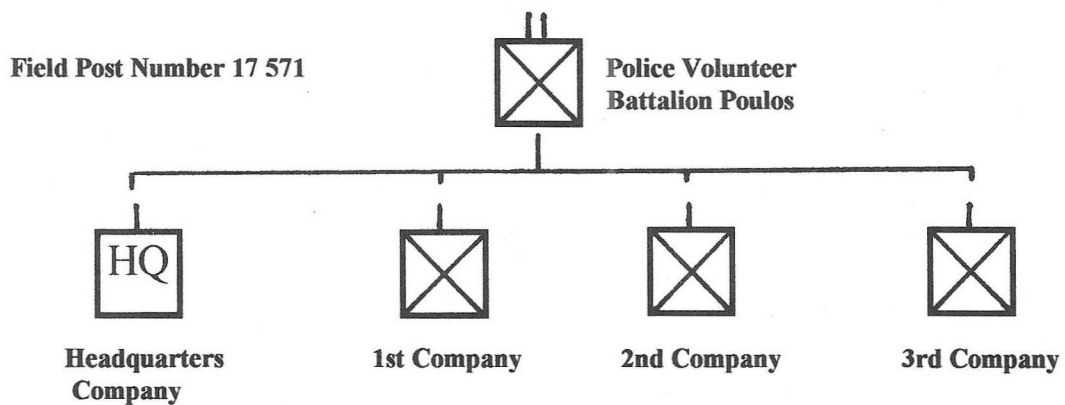 Field Post Number 17 571
Police Volunteer
Battalion Poulos
HQ
Headquarters
Company
1st Company
2nd Company
3rd Company